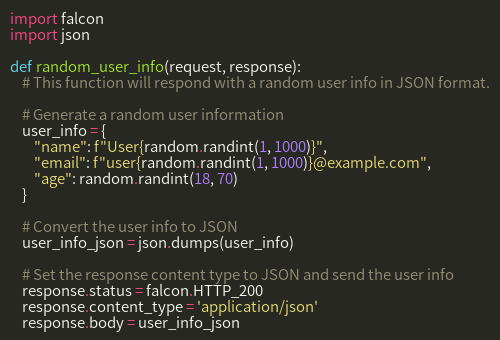 import falcon
import json

def random_user_info(request, response):
    # This function will respond with a random user info in JSON format.

    # Generate a random user information
    user_info = {
        "name": f"User{random.randint(1, 1000)}",
        "email": f"user{random.randint(1, 1000)}@example.com",
        "age": random.randint(18, 70)
    }

    # Convert the user info to JSON
    user_info_json = json.dumps(user_info)

    # Set the response content type to JSON and send the user info
    response.status = falcon.HTTP_200
    response.content_type = 'application/json'
    response.body = user_info_json